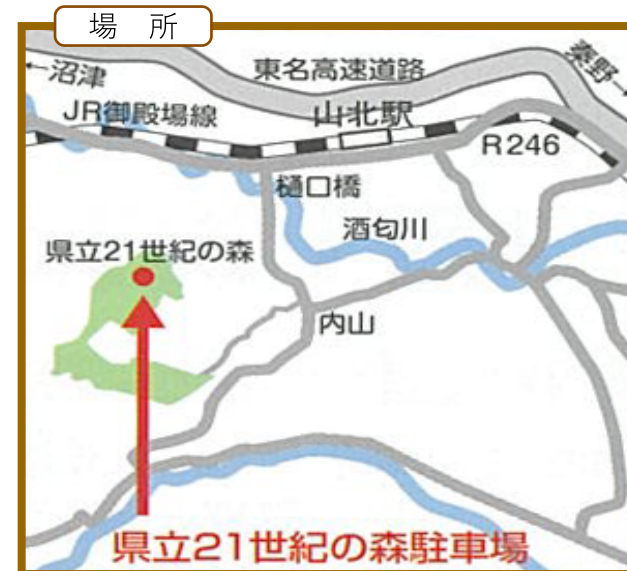 場　所
←沼津
東名高速道路
秦野→
JR御殿場線
山北駅
R246
樋口橋
酒匂川
県立21世紀の森
内山
県立21世紀の森駐車場